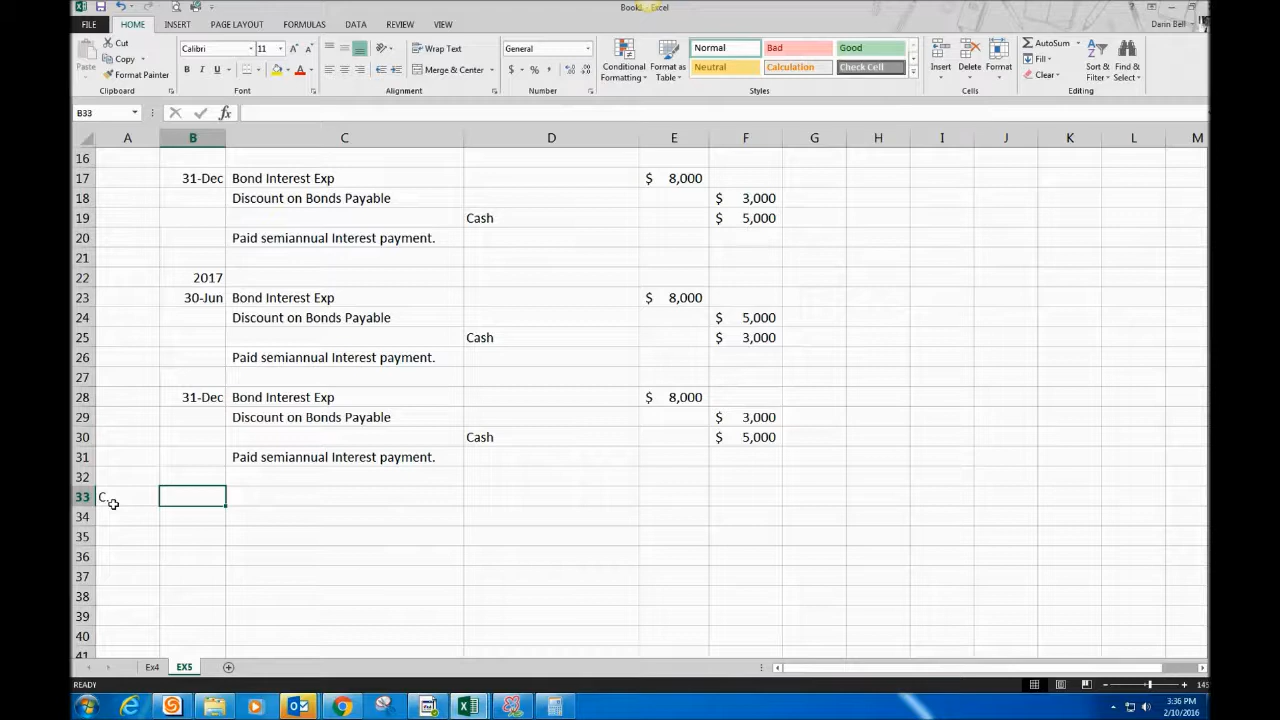 Book1 - Excel
FILE HOME INSERT PAGE LAYOUT FORMULAS DATA REVIEW VIEW Darin Bell
Paste Cut Copy Format Painter Clipboard
Calibri 11 A A B U A Font
Wrap Text Merge & Center Alignment
General $ % , Number
Conditional Formatting Format as Table Normal Bad Good Neutral Calculation Check Cell Styles
Insert Delete Format Cells
AutoSum Fill Clear Sort & Filter Find & Select Editing
B33 fx
A B C D E F G H I J K L M
16
17 31-Dec Bond Interest Exp $ 8,000
18 Discount on Bonds Payable $ 3,000
19 Cash $ 5,000
20 Paid semiannual Interest payment.
21
22 2017
23 30-Jun Bond Interest Exp $ 8,000
24 Discount on Bonds Payable $ 5,000
25 Cash $ 3,000
26 Paid semiannual Interest payment.
27
28 31-Dec Bond Interest Exp $ 8,000
29 Discount on Bonds Payable $ 3,000
30 Cash $ 5,000
31 Paid semiannual Interest payment.
32
33 C.
34
35
36
37
38
39
40
41
Ex4 EX5
READY 145
3:36 PM
2/10/2016